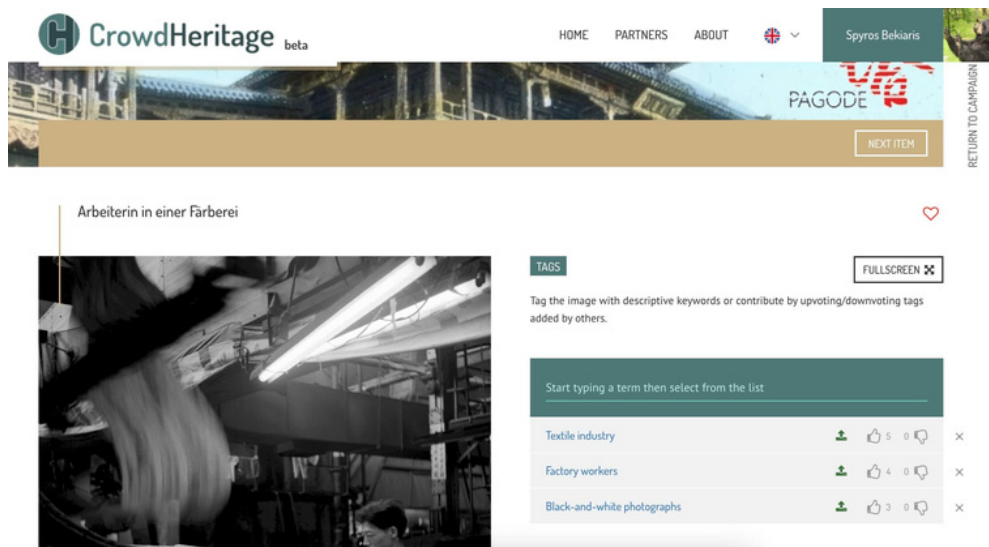 CrowdHeritage beta
HOME PARTNERS ABOUT Spyros Bekiaris
PAGODE
NEXT ITEM
RETURN TO CAMPAIGN
Arbeiterin in einer Färberei
TAGS
FULLSCREEN
Tag the image with descriptive keywords or contribute by upvoting/downvoting tags
added by others.
Start typing a term then select from the list
Textile industry 5 0
Factory workers 4 0
Black-and-white photographs 3 0